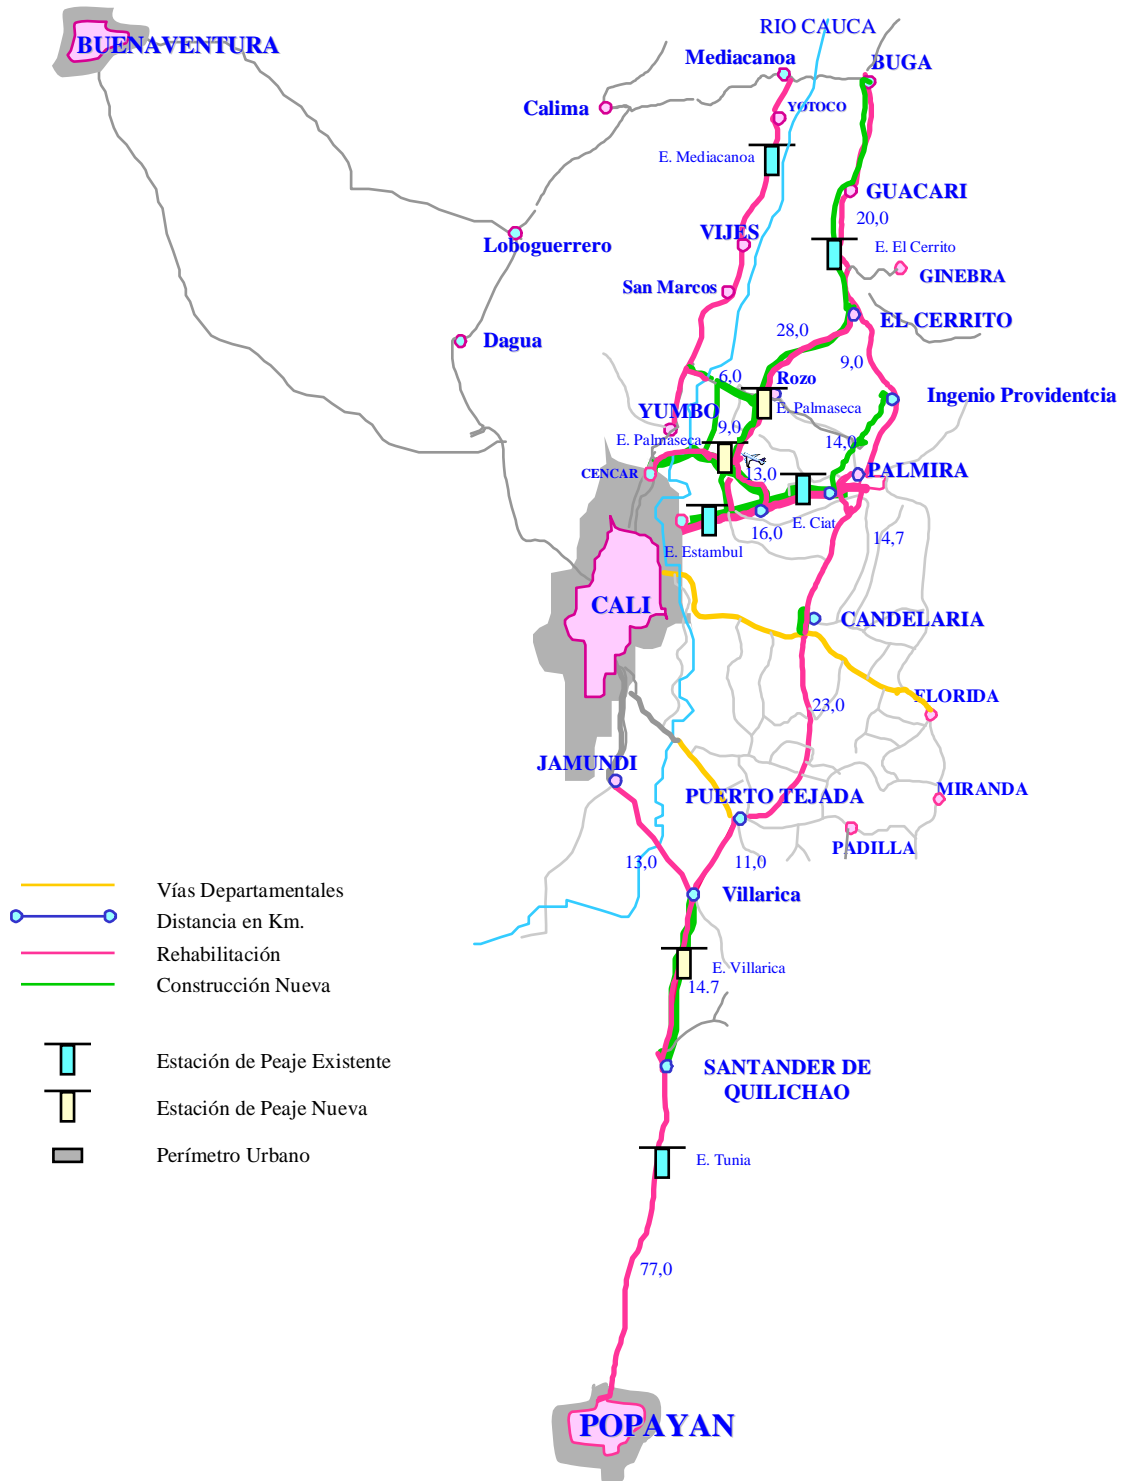 RIO CAUCA
BUENAVENTURA
Mediacanoa
BUGA
Calima
YOTOCO
E. Mediacanoa
GUACARI
20,0
VIJES
E. El Cerrito
Loboguerrero
GINEBRA
San Marcos
EL CERRITO
28,0
Dagua
9,0
6,0
Rozo
Ingenio Providentcia
E. Palmaseca
YUMBO
9,0
E. Palmaseca
14,0
CENCAR
13,0
PALMIRA
E. Ciat
16,0
14,7
E. Estambul
CALI
CANDELARIA
FLORIDA
23,0
JAMUNDI
MIRANDA
PUERTO TEJADA
PADILLA
13,0
11,0
Villarica
Vías Departamentales
Distancia en Km.
Rehabilitación
E. Villarica
Construcción Nueva
14.7
Estación de Peaje Existente
SANTANDER DE
QUILICHAO
Estación de Peaje Nueva
Perímetro Urbano
E. Tunia
77,0
POPAYAN